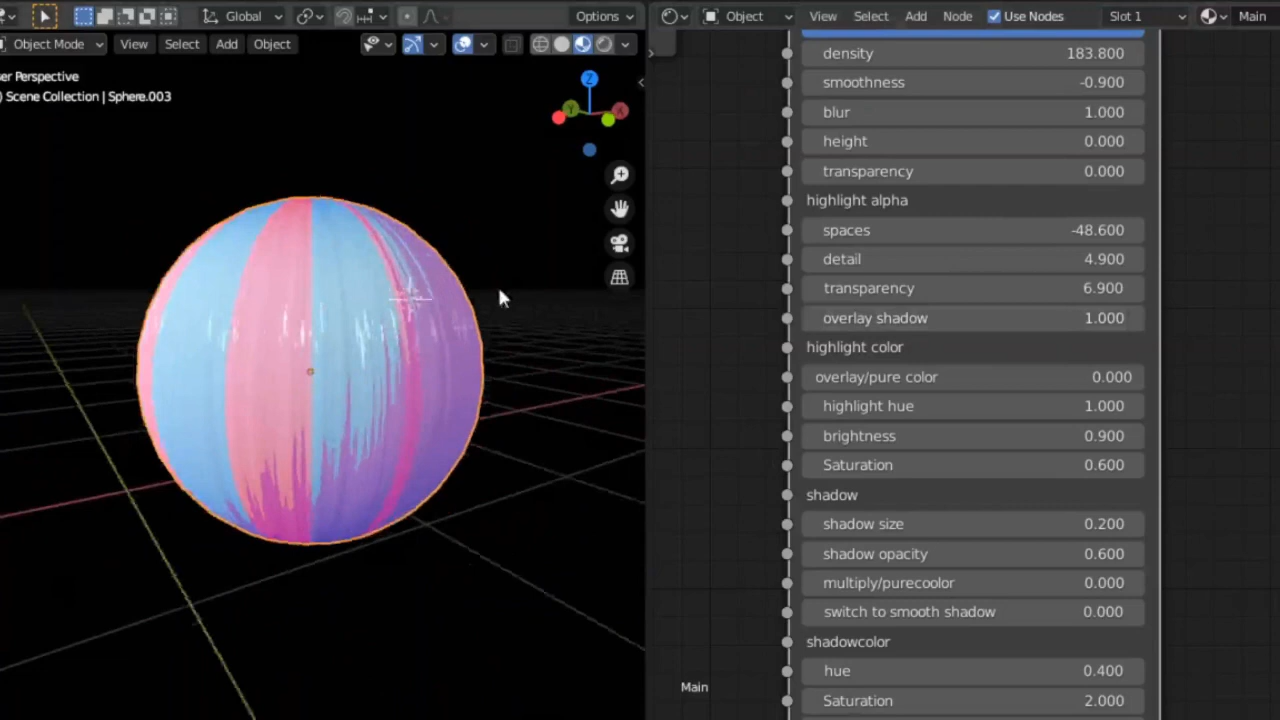 Global
Options
Object
View
Select
Add
Node
Use Nodes
Slot 1
Main
Object Mode
View
Select
Add
Object
ser Perspective
) Scene Collection | Sphere.003
Z
Y
X
density 183.800
smoothness -0.900
blur 1.000
height 0.000
transparency 0.000
highlight alpha
spaces -48.600
detail 4.900
transparency 6.900
overlay shadow 1.000
highlight color
overlay/pure color 0.000
highlight hue 1.000
brightness 0.900
Saturation 0.600
shadow
shadow size 0.200
shadow opacity 0.600
multiply/purecoolor 0.000
switch to smooth shadow 0.000
shadowcolor
hue 0.400
Saturation 2.000
Main